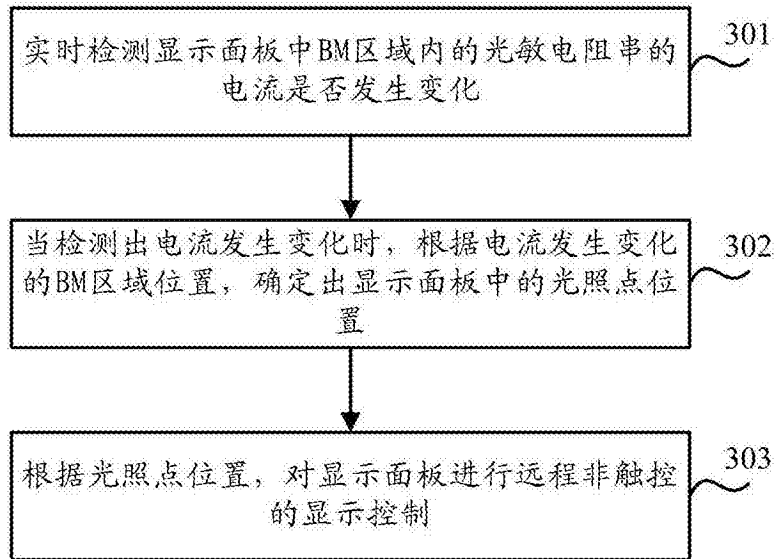 实时检测显示面板中BM区域内的光敏电阻串的
电流是否发生变化
301
当检测出电流发生变化时，根据电流发生变化
的BM区域位置，确定出显示面板中的光照点位
置
302
根据光照点位置，对显示面板进行远程非触控
的显示控制
303